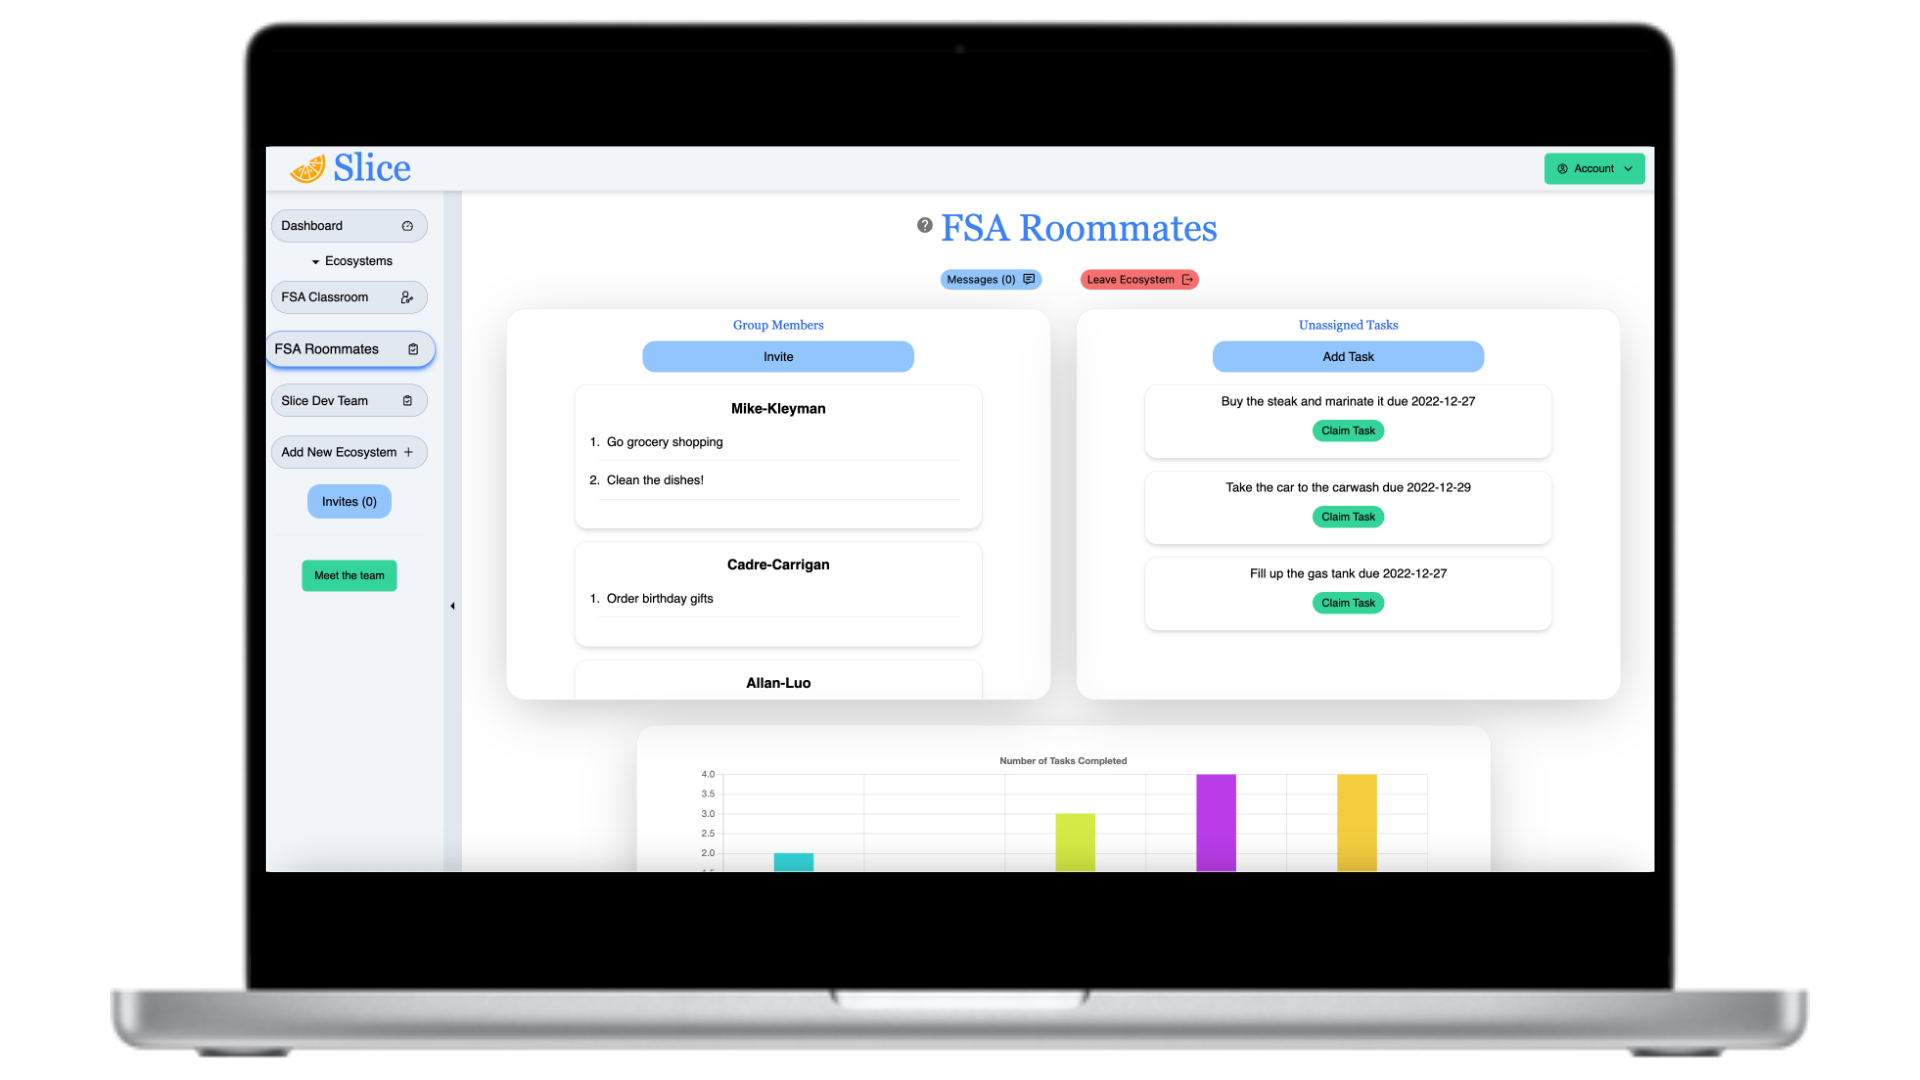 Slice
Account
Dashboard
Ecosystems
FSA Classroom
FSA Roommates
Slice Dev Team
Add New Ecosystem +
Invites (0)
Meet the team
FSA Roommates
Messages (0)
Leave Ecosystem
Group Members
Invite
Mike-Kleyman
1. Go grocery shopping
2. Clean the dishes!
Cadre-Carrigan
1. Order birthday gifts
Allan-Luo
Unassigned Tasks
Add Task
Buy the steak and marinate it due 2022-12-27
Claim Task
Take the car to the carwash due 2022-12-29
Claim Task
Fill up the gas tank due 2022-12-27
Claim Task
Number of Tasks Completed
4.0
3.5
3.0
2.5
2.0